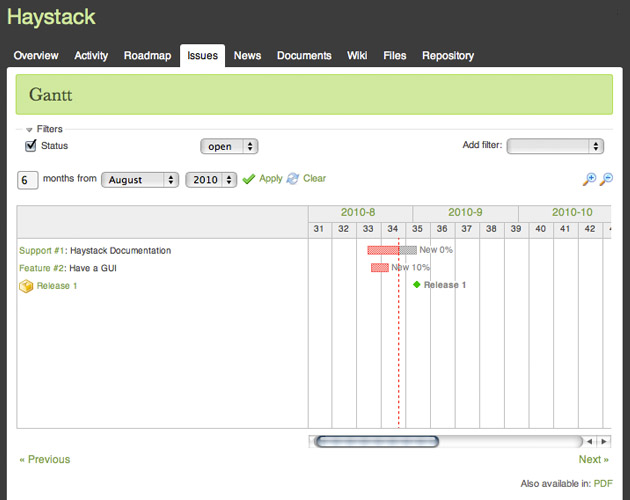 Haystack
Overview Activity Roadmap Issues News Documents Wiki Files Repository
Gantt
Filters
Status open Add filter:
6 months from August 2010 Apply Clear
2010-8 2010-9 2010-10
31 32 33 34 35 36 37 38 39 40 41 42
Support #1: Haystack Documentation New 0%
Feature #2: Have a GUI New 10%
Release 1 Release 1
« Previous Next »
Also available in: PDF